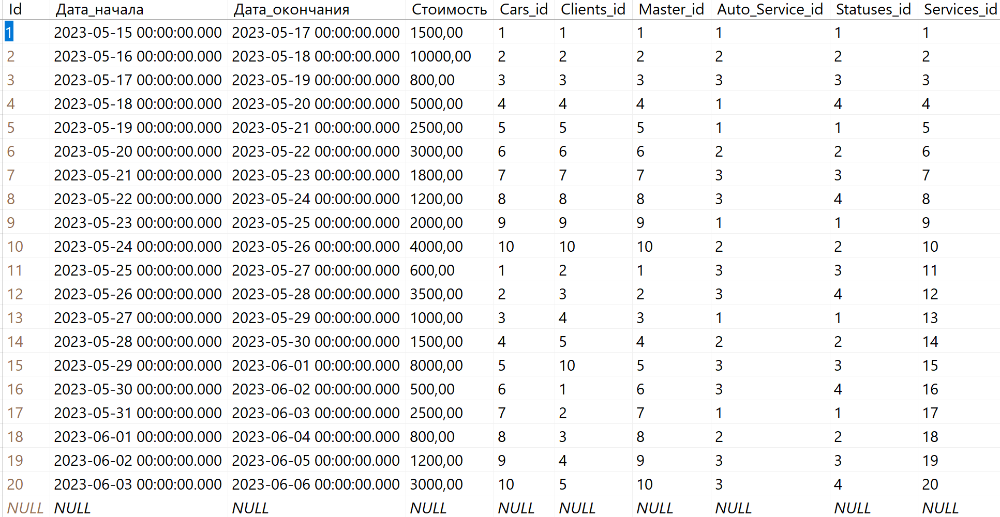 Id Дата_начала Дата_окончания Стоимость Cars_id Clients_id Master_id Auto_Service_id Statuses_id Services_id
1 2023-05-15 00:00:00.000 2023-05-17 00:00:00.000 1500,00 1 1 1 1 1 1
2 2023-05-16 00:00:00.000 2023-05-18 00:00:00.000 10000,00 2 2 2 2 2 2
3 2023-05-17 00:00:00.000 2023-05-19 00:00:00.000 800,00 3 3 3 3 3 3
4 2023-05-18 00:00:00.000 2023-05-20 00:00:00.000 5000,00 4 4 4 1 4 4
5 2023-05-19 00:00:00.000 2023-05-21 00:00:00.000 2500,00 5 5 5 1 1 5
6 2023-05-20 00:00:00.000 2023-05-22 00:00:00.000 3000,00 6 6 6 2 2 6
7 2023-05-21 00:00:00.000 2023-05-23 00:00:00.000 1800,00 7 7 7 3 3 7
8 2023-05-22 00:00:00.000 2023-05-24 00:00:00.000 1200,00 8 8 8 3 4 8
9 2023-05-23 00:00:00.000 2023-05-25 00:00:00.000 2000,00 9 9 9 1 1 9
10 2023-05-24 00:00:00.000 2023-05-26 00:00:00.000 4000,00 10 10 10 2 2 10
11 2023-05-25 00:00:00.000 2023-05-27 00:00:00.000 600,00 1 2 1 3 3 11
12 2023-05-26 00:00:00.000 2023-05-28 00:00:00.000 3500,00 2 3 2 3 4 12
13 2023-05-27 00:00:00.000 2023-05-29 00:00:00.000 1000,00 3 4 3 1 1 13
14 2023-05-28 00:00:00.000 2023-05-30 00:00:00.000 1500,00 4 5 4 2 2 14
15 2023-05-29 00:00:00.000 2023-06-01 00:00:00.000 8000,00 5 10 5 3 3 15
16 2023-05-30 00:00:00.000 2023-06-02 00:00:00.000 500,00 6 1 6 3 4 16
17 2023-05-31 00:00:00.000 2023-06-03 00:00:00.000 2500,00 7 2 7 1 1 17
18 2023-06-01 00:00:00.000 2023-06-04 00:00:00.000 800,00 8 3 8 2 2 18
19 2023-06-02 00:00:00.000 2023-06-05 00:00:00.000 1200,00 9 4 9 3 3 19
20 2023-06-03 00:00:00.000 2023-06-06 00:00:00.000 3000,00 10 5 10 3 4 20
NULL NULL NULL NULL NULL NULL NULL NULL NULL NULL